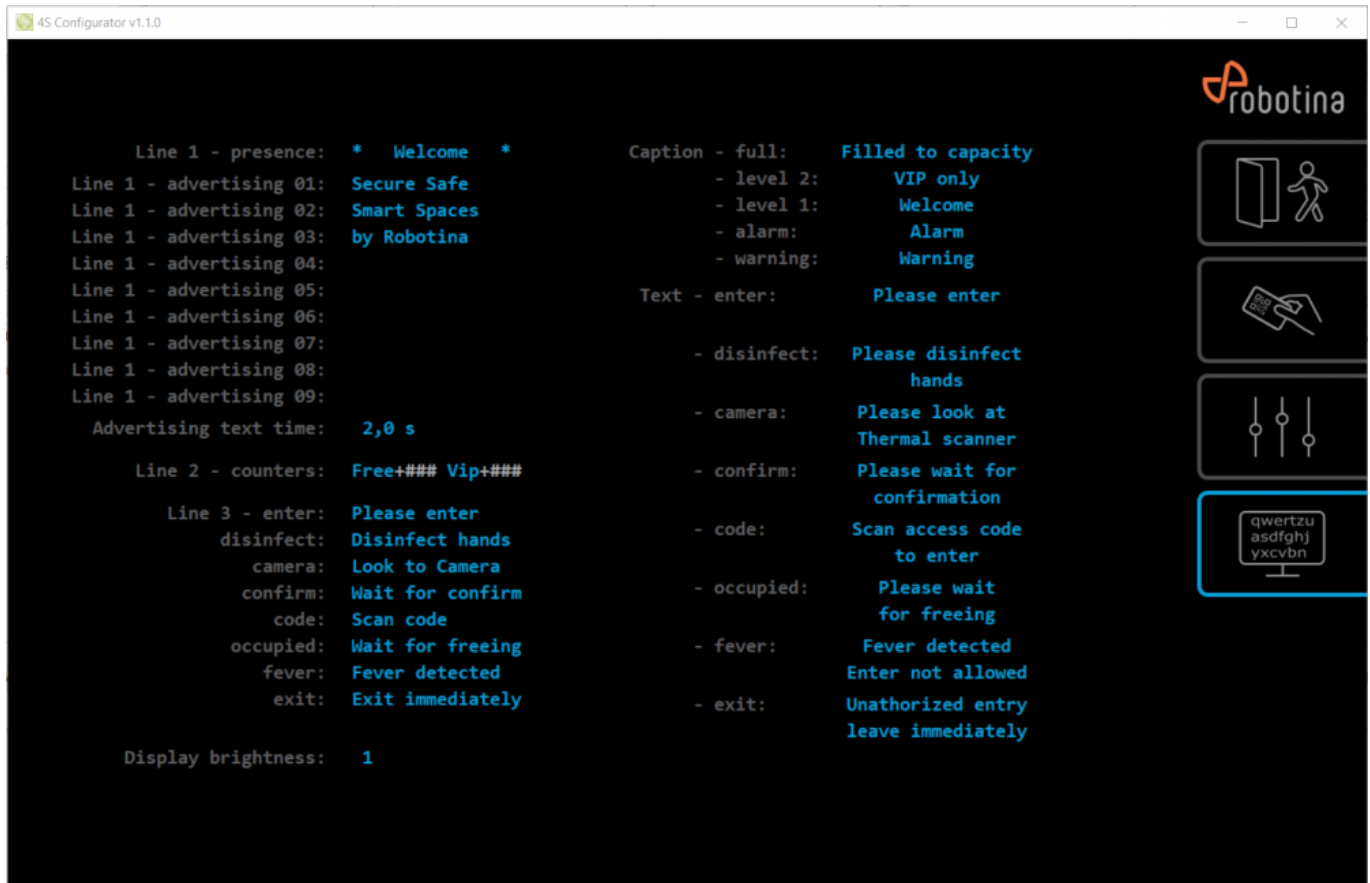 4S Configurator v1.1.0
robotina
Line 1 - presence: * Welcome *
Line 1 - advertising 01: Secure Safe
Line 1 - advertising 02: Smart Spaces
Line 1 - advertising 03: by Robotina
Line 1 - advertising 04:
Line 1 - advertising 05:
Line 1 - advertising 06:
Line 1 - advertising 07:
Line 1 - advertising 08:
Line 1 - advertising 09:
Advertising text time: 2,0 s
Line 2 - counters: Free+### Vip+###
Line 3 - enter: Please enter
disinfect: Disinfect hands
camera: Look to Camera
confirm: Wait for confirm
code: Scan code
occupied: Wait for freeing
fever: Fever detected
exit: Exit immediately
Display brightness: 1
Caption - full: Filled to capacity
- level 2: VIP only
- level 1: Welcome
- alarm: Alarm
- warning: Warning
Text - enter: Please enter
- disinfect: Please disinfect
hands
- camera: Please look at
Thermal scanner
- confirm: Please wait for
confirmation
- code: Scan access code
to enter
- occupied: Please wait
for freeing
- fever: Fever detected
Enter not allowed
- exit: Unathorized entry
leave immediately
qwertzu
asdfghj
yxcvbn